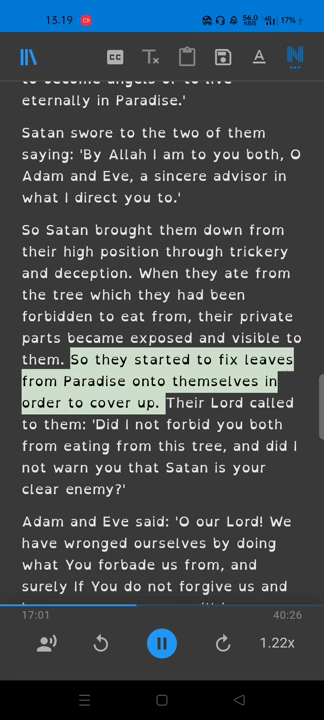 13.19 56.0 KB/S 4G 17%
CC T× A N
eternally in Paradise.'
Satan swore to the two of them
saying: 'By Allah I am to you both, O
Adam and Eve, a sincere advisor in
what I direct you to.'
So Satan brought them down from
their high position through trickery
and deception. When they ate from
the tree which they had been
forbidden to eat from, their private
parts became exposed and visible to
them. So they started to fix leaves
from Paradise onto themselves in
order to cover up. Their Lord called
to them: 'Did I not forbid you both
from eating from this tree, and did I
not warn you that Satan is your
clear enemy?'
Adam and Eve said: 'O our Lord! We
have wronged ourselves by doing
what You forbade us from, and
surely If You do not forgive us and
17:01 40:26
1.22x